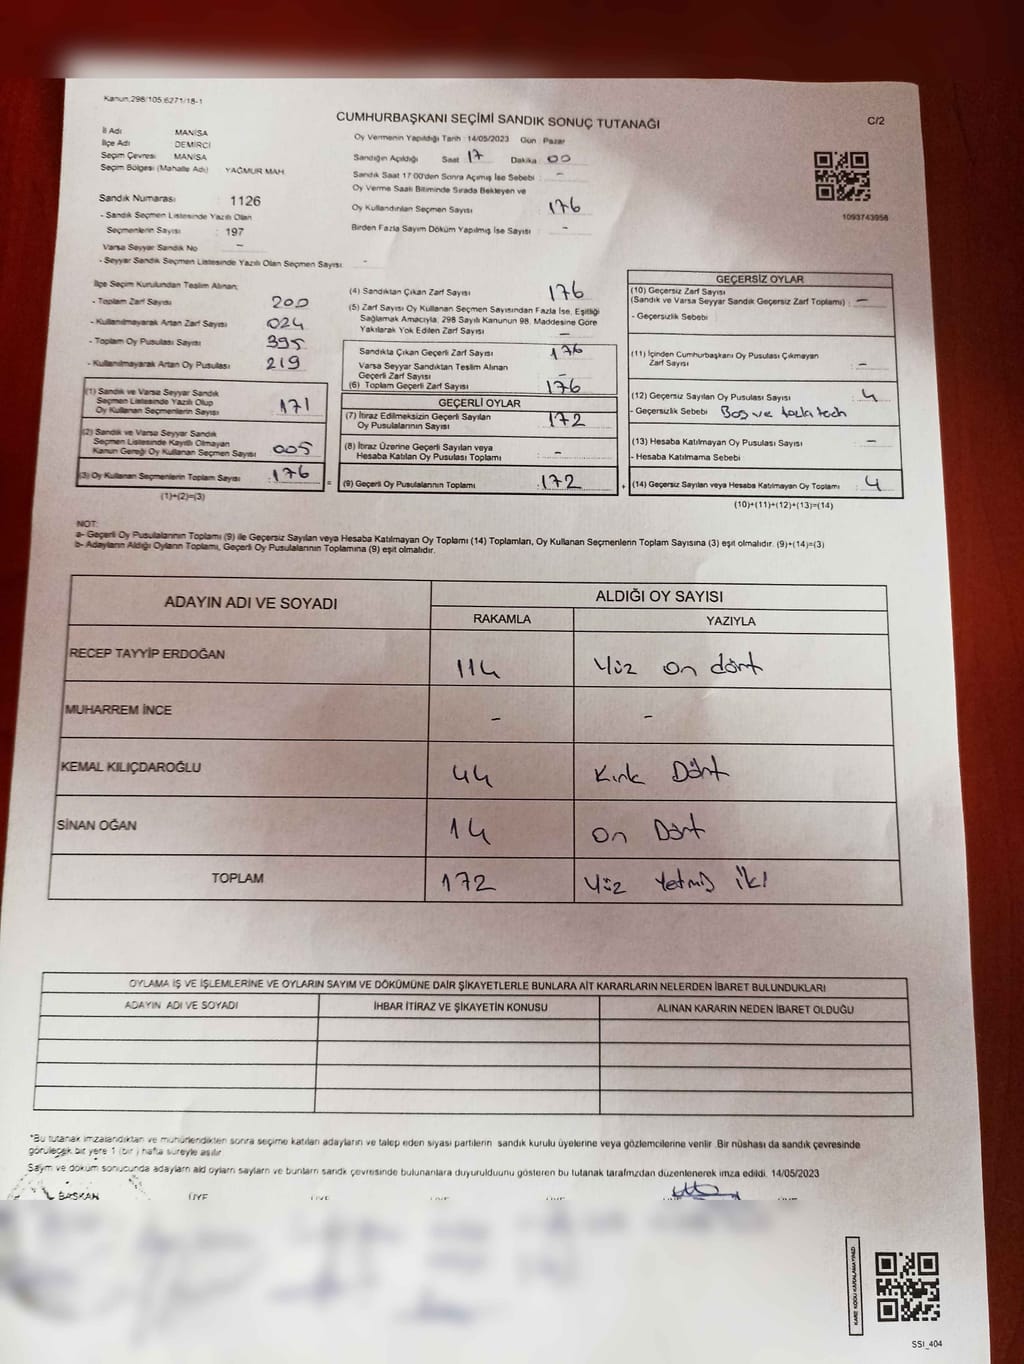 Kanun:298/105,6271/18-1
CUMHURBAŞKANI SEÇİMİ SANDIK SONUÇ TUTANAĞI
C/2
İl Adı MANİSA
İlçe Adı DEMİRCİ
Seçim Çevresi MANİSA
Seçim Bölgesi (Mahalle Adı) YAĞMUR MAH.
Sandık Numarası : 1126
- Sandık Seçmen Listesinde Yazılı Olan
Seçmenlerin Sayısı : 197
Varsa Seyyar Sandık No –
- Seyyar Sandık Seçmen Listesinde Yazılı Olan Seçmen Sayısı: -
Oy Vermenin Yapıldığı Tarih : 14/05/2023 Gün : Pazar
Sandığın Açıldığı Saat 17 Dakika 00
Sandık Saat 17:00'den Sonra Açılmış İse Sebebi : –
Oy Verme Saati Bitiminde Sırada Bekleyen ve
Oy Kullandırılan Seçmen Sayısı : 176
Birden Fazla Sayım Döküm Yapılmış İse Sayısı : –
1093743956
İlçe Seçim Kurulundan Teslim Alınan;
- Toplam Zarf Sayısı : 200
- Kullanılmayarak Artan Zarf Sayısı : 024
- Toplam Oy Pusulası Sayısı : 395
- Kullanılmayarak Artan Oy Pusulası : 219
(1) Sandık ve Varsa Seyyar Sandık
Seçmen Listesinde Yazılı Olup
Oy Kullanan Seçmenlerin Sayısı : 171
(2) Sandık ve Varsa Seyyar Sandık
Seçmen Listesinde Kayıtlı Olmayan
Kanun Gereği Oy Kullanan Seçmen Sayısı : 005
(3) Oy Kullanan Seçmenlerin Toplam Sayısı : 176
(1)+(2)=(3)
(4) Sandıktan Çıkan Zarf Sayısı : 176
(5) Zarf Sayısı Oy Kullanan Seçmen Sayısından Fazla İse, Eşitliği
Sağlamak Amacıyla, 298 Sayılı Kanunun 98. Maddesine Göre
Yakılarak Yok Edilen Zarf Sayısı : –
Sandıkta Çıkan Geçerli Zarf Sayısı : 176
Varsa Seyyar Sandıktan Teslim Alınan
Geçerli Zarf Sayısı : –
(6) Toplam Geçerli Zarf Sayısı : 176
GEÇERLİ OYLAR
(7) İtiraz Edilmeksizin Geçerli Sayılan
Oy Pusulalarının Sayısı : 172
(8) İtiraz Üzerine Geçerli Sayılan veya
Hesaba Katılan Oy Pusulası Toplamı : –
= (9) Geçerli Oy Pusulalarının Toplamı : 172
GEÇERSİZ OYLAR
(10) Geçersiz Zarf Sayısı
(Sandık ve Varsa Seyyar Sandık Geçersiz Zarf Toplamı) : –
- Geçersizlik Sebebi :
(11) İçinden Cumhurbaşkanı Oy Pusulası Çıkmayan
Zarf Sayısı : –
(12) Geçersiz Sayılan Oy Pusulası Sayısı : 4
- Geçersizlik Sebebi : Boş ve
(13) Hesaba Katılmayan Oy Pusulası Sayısı : –
- Hesaba Katılmama Sebebi :
+ (14) Geçersiz Sayılan veya Hesaba Katılmayan Oy Toplamı : 4
(10)+(11)+(12)+(13)=(14)
NOT:
a- Geçerli Oy Pusulalarının Toplamı (9) ile Geçersiz Sayılan veya Hesaba Katılmayan Oy Toplamı (14) Toplamları, Oy Kullanan Seçmenlerin Toplam Sayısına (3) eşit olmalıdır. (9)+(14)=(3)
b- Adayların Aldığı Oyların Toplamı, Geçerli Oy Pusulalarının Toplamına (9) eşit olmalıdır.
ADAYIN ADI VE SOYADI
ALDIĞI OY SAYISI
RAKAMLA YAZIYLA
RECEP TAYYİP ERDOĞAN 114 Yüz on dört
MUHARREM İNCE – –
KEMAL KILIÇDAROĞLU 44 Kırk Dört
SİNAN OĞAN 14 on Dört
TOPLAM 172 Yüz Yetmiş İki
OYLAMA İŞ VE İŞLEMLERİNE VE OYLARIN SAYIM VE DÖKÜMÜNE DAİR ŞİKAYETLERLE BUNLARA AİT KARARLARIN NELERDEN İBARET BULUNDUKLARI
ADAYIN ADI VE SOYADI İHBAR İTİRAZ VE ŞİKAYETİN KONUSU ALINAN KARARIN NEDEN İBARET OLDUĞU
*Bu tutanak imzalandıktan ve mühürlendikten sonra seçime katılan adayların ve talep eden siyasi partilerin sandık kurulu üyelerine veya gözlemcilerine verilir. Bir nüshası da sandık çevresinde
görülecek bir yere 1 (bir) hafta süreyle asılır
Sayım ve döküm sonucunda adayların aldığı oyların sayıları ve bunların sandık çevresinde bulunanlara duyurulduğunu gösteren bu tutanak tarafımızdan düzenlenerek imza edildi. 14/05/2023
BAŞKAN ÜYE
KARE KODU KARALAMAYINIZ!
SSI_404